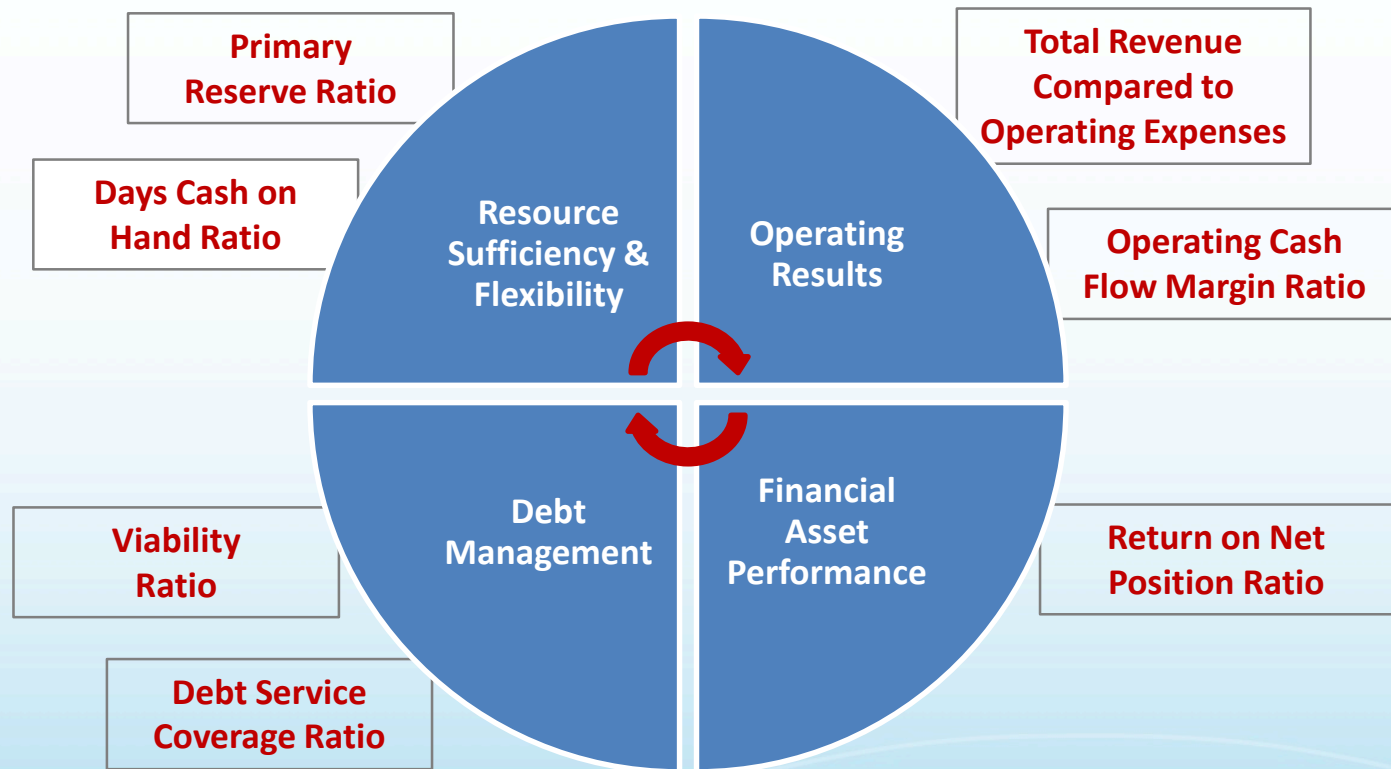 Primary
Reserve Ratio
Total Revenue
Compared to
Operating Expenses
Days Cash on
Hand Ratio
Resource
Sufficiency &
Flexibility
Operating
Results
Operating Cash
Flow Margin Ratio
Debt
Management
Financial
Asset
Performance
Viability
Ratio
Return on Net
Position Ratio
Debt Service
Coverage Ratio